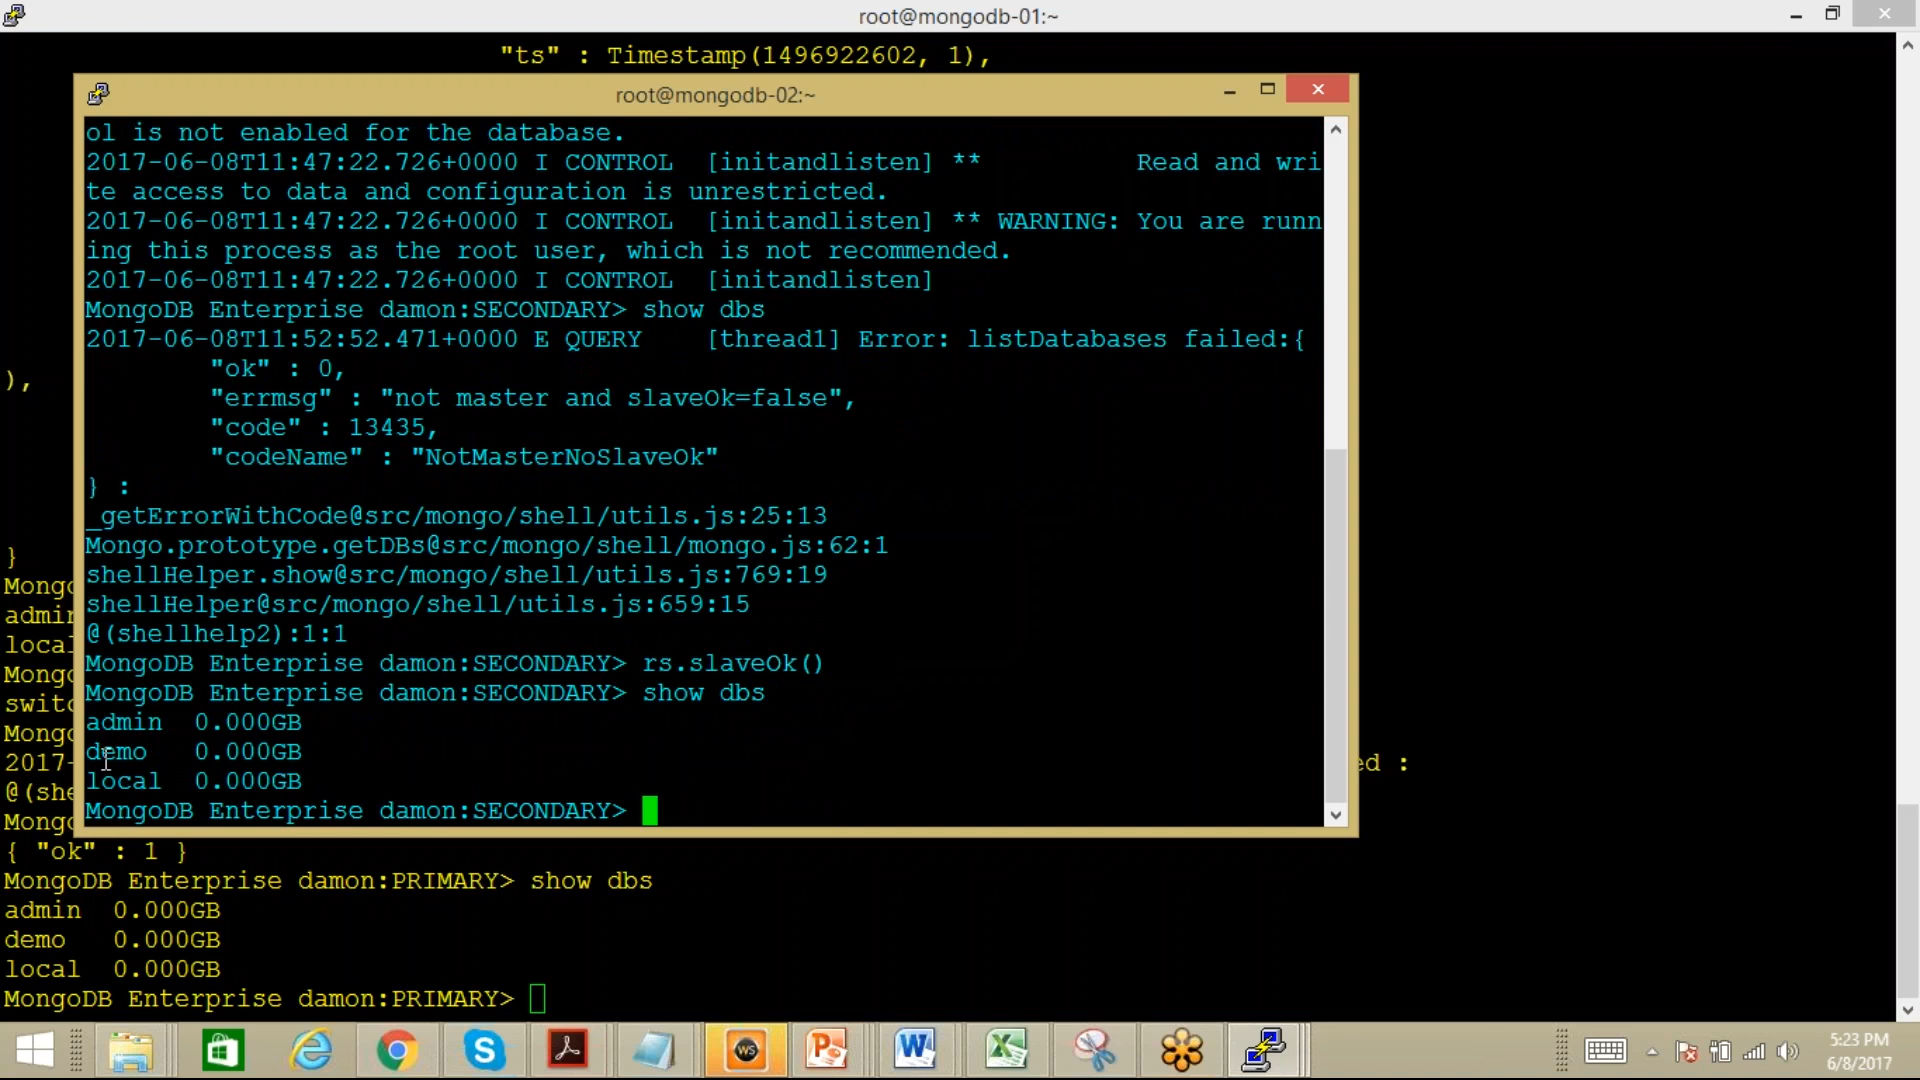 root@mongodb-01:~
"ts" : Timestamp(1496922602, 1),
root@mongodb-02:~
ol is not enabled for the database.
2017-06-08T11:47:22.726+0000 I CONTROL  [initandlisten] **          Read and wri
te access to data and configuration is unrestricted.
2017-06-08T11:47:22.726+0000 I CONTROL  [initandlisten] ** WARNING: You are runn
ing this process as the root user, which is not recommended.
2017-06-08T11:47:22.726+0000 I CONTROL  [initandlisten]
MongoDB Enterprise damon:SECONDARY> show dbs
2017-06-08T11:52:52.471+0000 E QUERY    [thread1] Error: listDatabases failed:{
"ok" : 0,
),
"errmsg" : "not master and slaveOk=false",
"code" : 13435,
"codeName" : "NotMasterNoSlaveOk"
} :
_getErrorWithCode@src/mongo/shell/utils.js:25:13
Mongo.prototype.getDBs@src/mongo/shell/mongo.js:62:1
}
shellHelper.show@src/mongo/shell/utils.js:769:19
Mongo
shellHelper@src/mongo/shell/utils.js:659:15
admin
@(shellhelp2):1:1
local
MongoDB Enterprise damon:SECONDARY> rs.slaveOk()
Mongo
MongoDB Enterprise damon:SECONDARY> show dbs
switc
admin  0.000GB
Mongo
demo   0.000GB
2017-
ed :
local  0.000GB
@(she
MongoDB Enterprise damon:SECONDARY>
Mongo
{ "ok" : 1 }
MongoDB Enterprise damon:PRIMARY> show dbs
admin  0.000GB
demo   0.000GB
local  0.000GB
MongoDB Enterprise damon:PRIMARY>
5:23 PM
6/8/2017